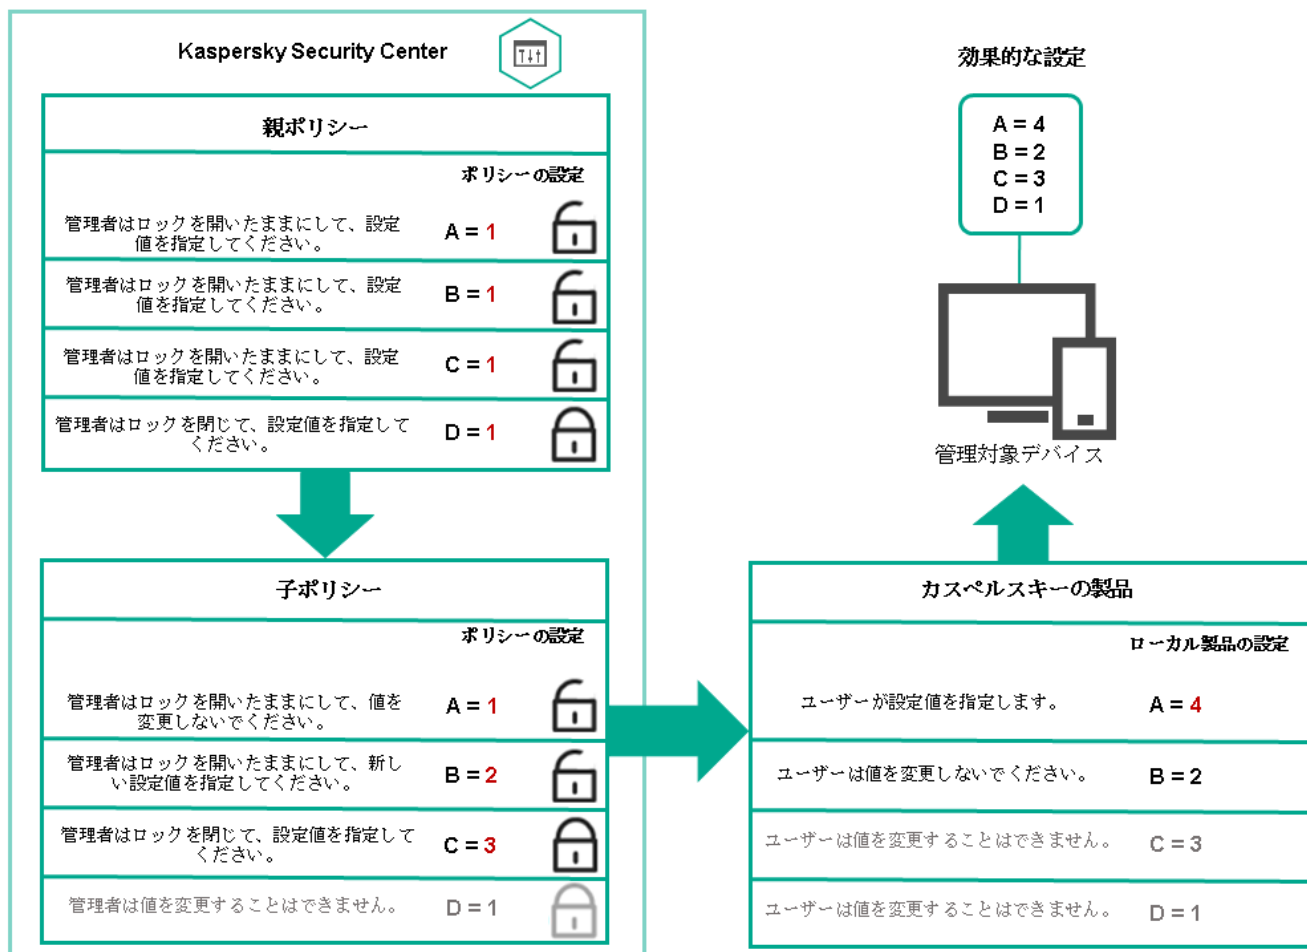 Kaspersky Security Center
親ポリシー
ポリシーの設定
管理者はロックを開いたままにして、設定
値を指定してください。
A = 1
管理者はロックを開いたままにして、設定
値を指定してください。
B = 1
管理者はロックを開いたままにして、設定
値を指定してください。
C = 1
管理者はロックを閉じて、設定値を指定して
ください。
D = 1
子ポリシー
ポリシーの設定
管理者はロックを開いたままにして、値を
変更しないでください。
A = 1
管理者はロックを開いたままにして、新し
い設定値を指定してください。
B = 2
管理者はロックを閉じて、設定値を指定して
ください。
C = 3
管理者は値を変更することはできません。
D = 1
カスペルスキーの製品
ローカル製品の設定
ユーザーが設定値を指定します。
A = 4
ユーザーは値を変更しないでください。
B = 2
ユーザーは値を変更することはできません。
C = 3
ユーザーは値を変更することはできません。
D = 1
効果的な設定
A = 4
B = 2
C = 3
D = 1
管理対象デバイス